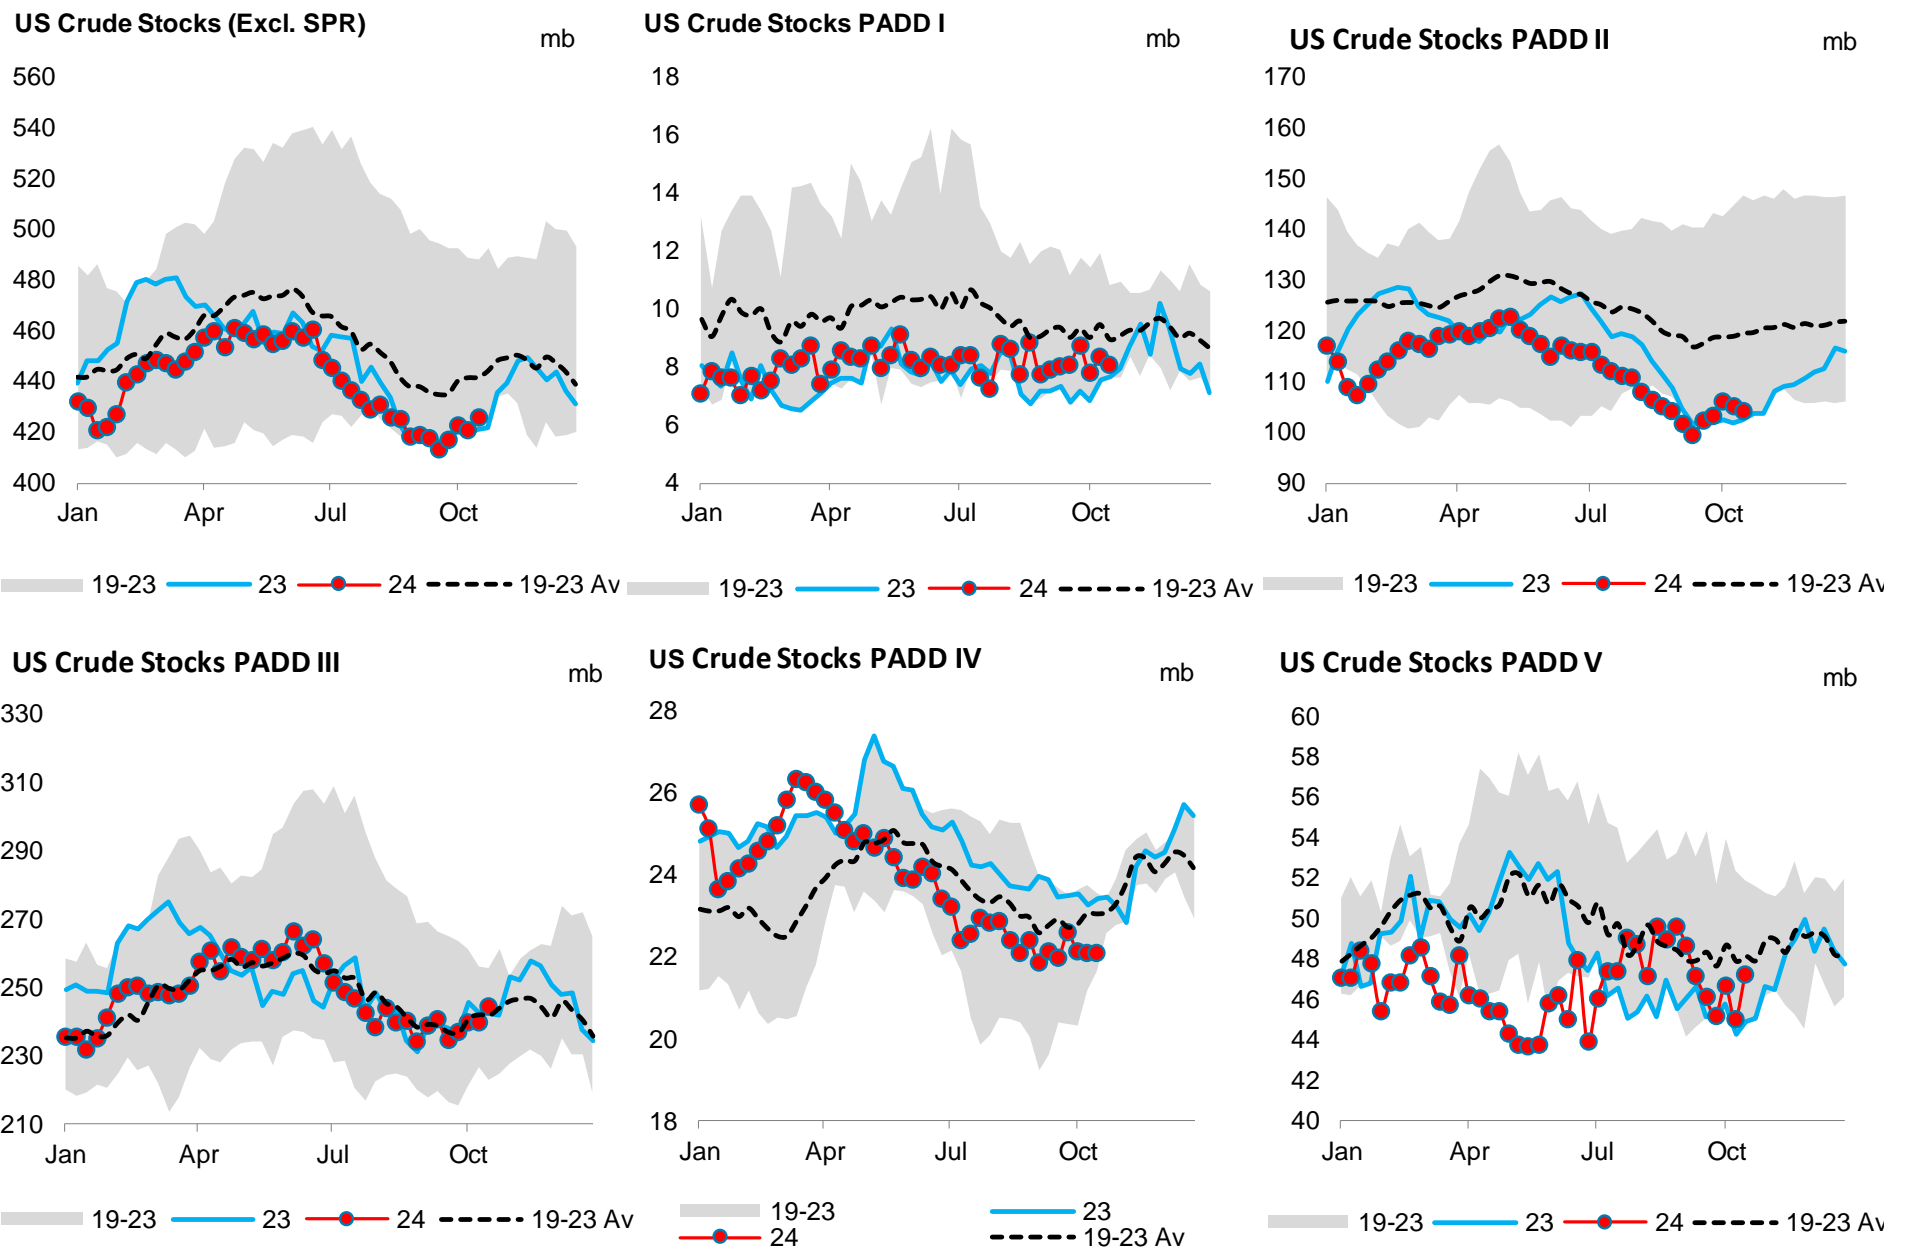 US Crude Stocks (Excl. SPR)
mb
560
540
520
500
480
460
440
420
400
Jan Apr Jul Oct
19-23 23 24 19-23 Av
US Crude Stocks PADD I
mb
18
16
14
12
10
8
6
4
Jan Apr Jul Oct
19-23 23 24 19-23 Av
US Crude Stocks PADD II
mb
170
160
150
140
130
120
110
100
90
Jan Apr Jul Oct
19-23 23 24 19-23 Av
US Crude Stocks PADD III
mb
330
310
290
270
250
230
210
Jan Apr Jul Oct
19-23 23 24 19-23 Av
US Crude Stocks PADD IV
mb
28
26
24
22
20
18
Jan Apr Jul Oct
19-23 23
24 19-23 Av
US Crude Stocks PADD V
mb
60
58
56
54
52
50
48
46
44
42
40
Jan Apr Jul Oct
19-23 23 24 19-23 Av